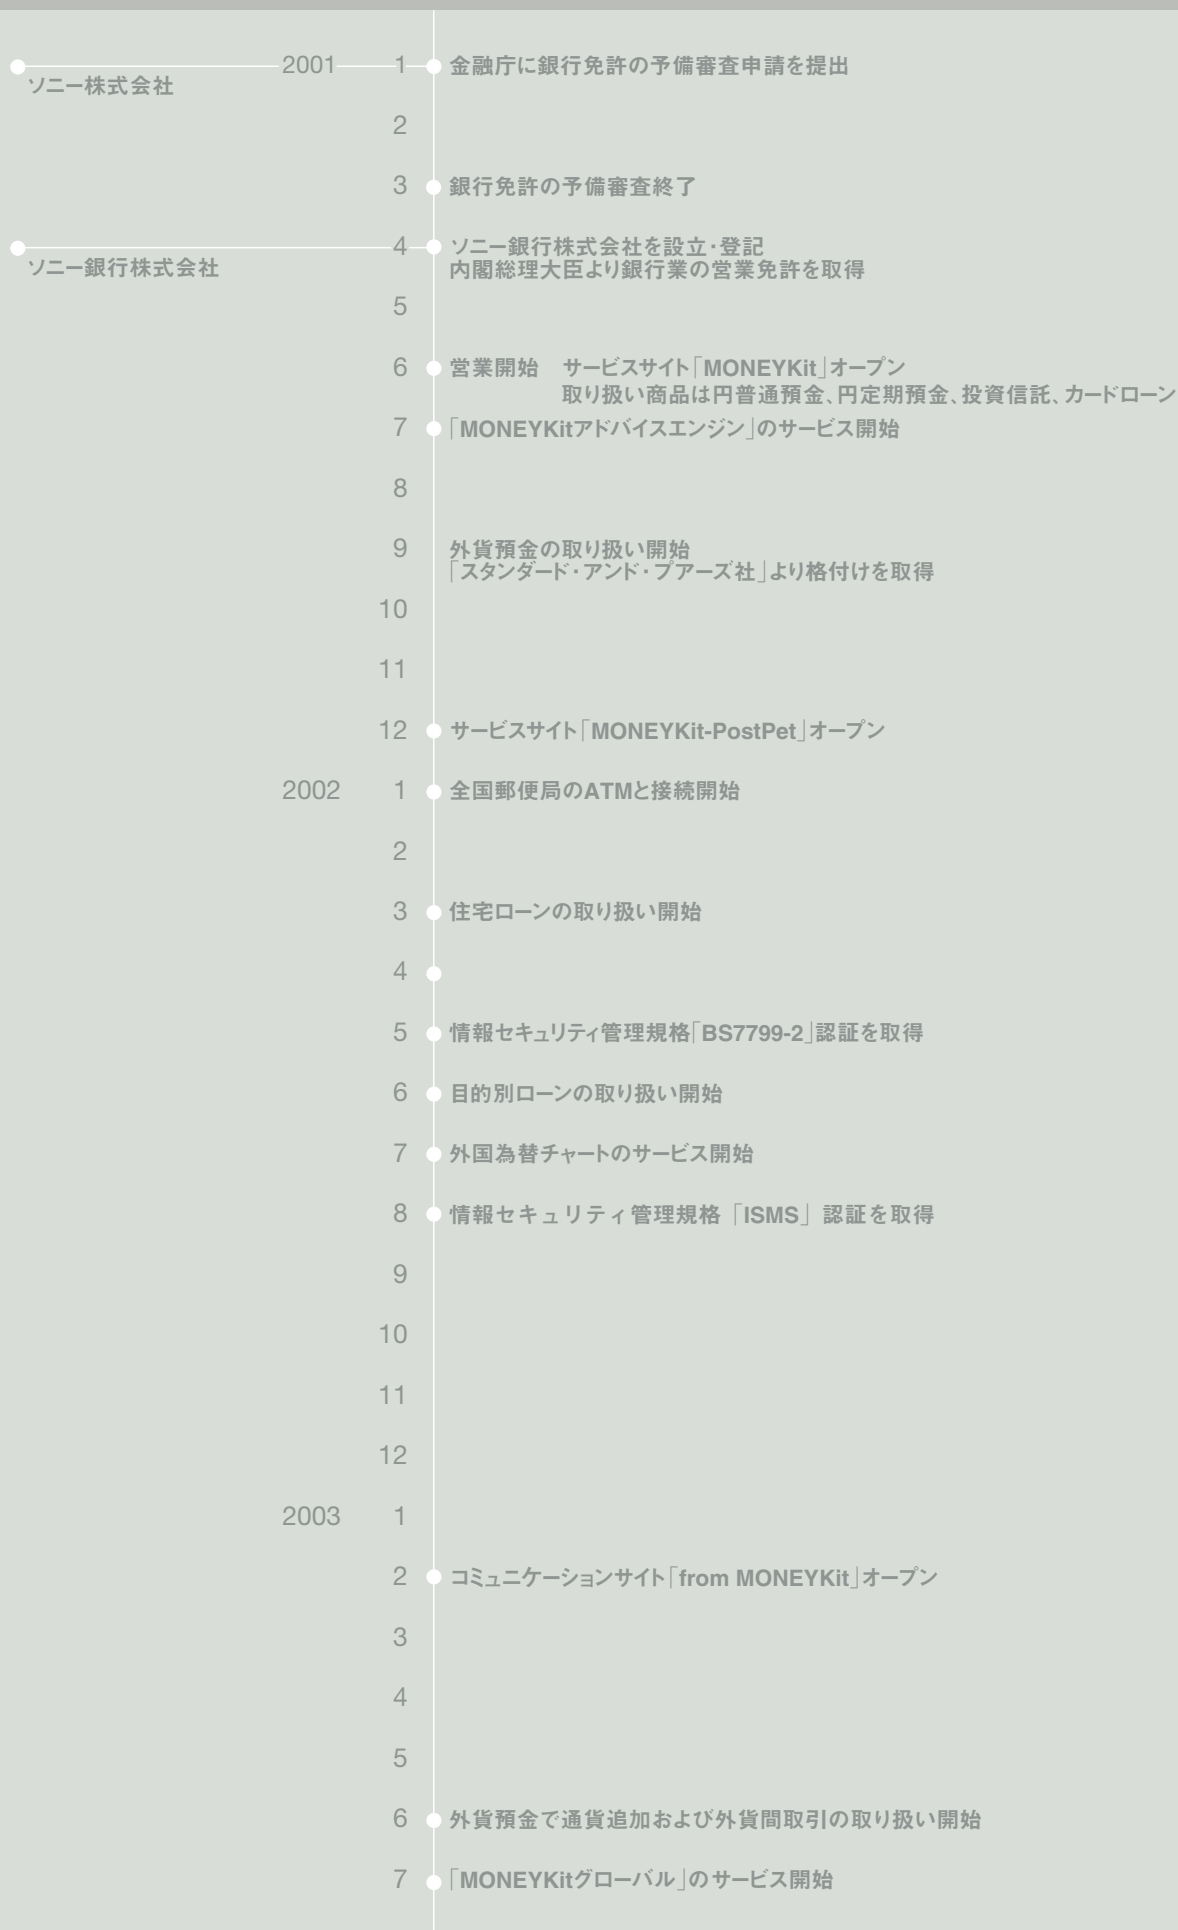 2001 1 金融庁に銀行免許の予備審査申請を提出
ソニー株式会社
2
3 銀行免許の予備審査終了
4 ソニー銀行株式会社を設立・登記
ソニー銀行株式会社 内閣総理大臣より銀行業の営業免許を取得
5
6 営業開始 サービスサイト「MONEYKit」オープン
取り扱い商品は円普通預金、円定期預金、投資信託、カードローン
7 「MONEYKitアドバイスエンジン」のサービス開始
8
9 外貨預金の取り扱い開始
「スタンダード・アンド・プアーズ社」より格付けを取得
10
11
12 サービスサイト「MONEYKit-PostPet」オープン
2002 1 全国郵便局のATMと接続開始
2
3 住宅ローンの取り扱い開始
4
5 情報セキュリティ管理規格「BS7799-2」認証を取得
6 目的別ローンの取り扱い開始
7 外国為替チャートのサービス開始
8 情報セキュリティ管理規格「ISMS」認証を取得
9
10
11
12
2003 1
2 コミュニケーションサイト「from MONEYKit」オープン
3
4
5
6 外貨預金で通貨追加および外貨間取引の取り扱い開始
7 「MONEYKitグローバル」のサービス開始